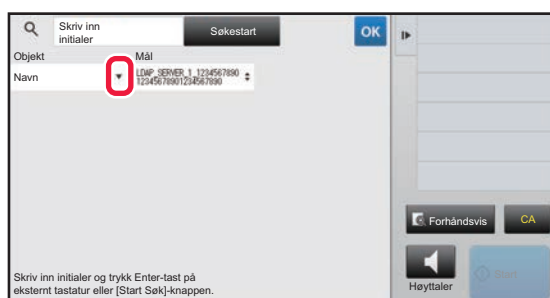 Skriv inn
initialer
Søkestart
OK
Objekt
Mål
Navn
LDAP_SERVER_1_1234567890
12345678901234567890
Skriv inn initialer og trykk Enter-tast på
eksternt tastatur eller [Start Søk]-knappen.
Forhåndsvis
CA
Høyttaler
Start